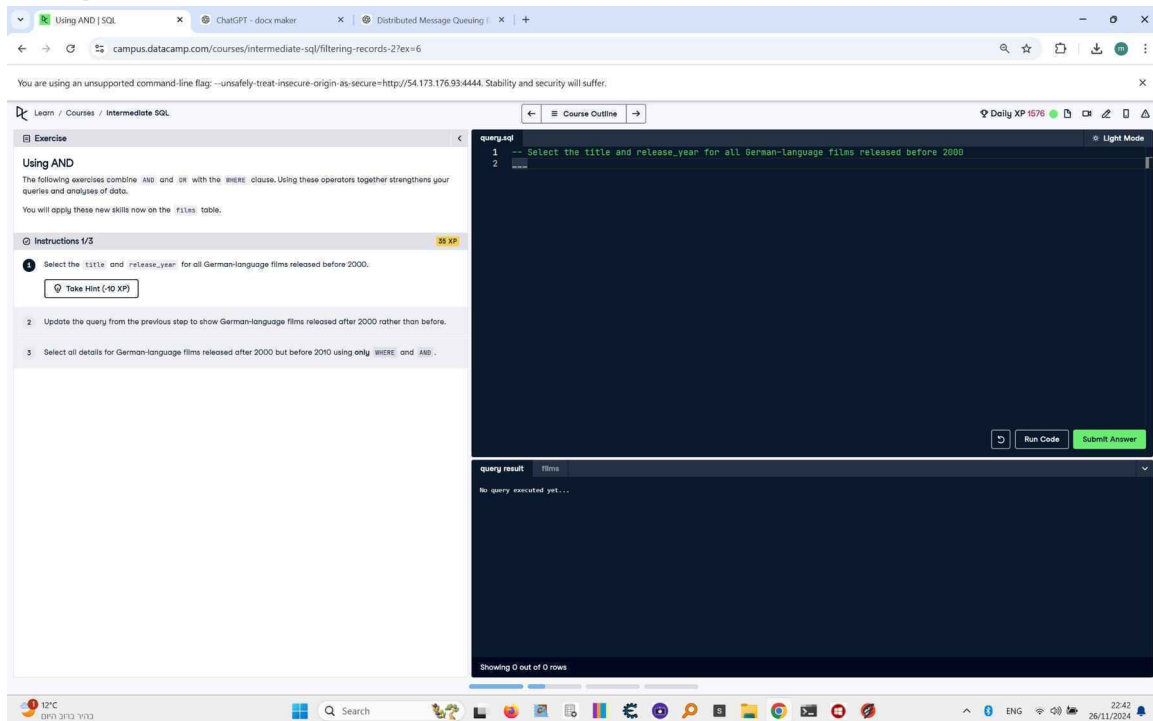 Using AND | SQL
ChatGPT - docx maker
Distributed Message Queuing
campus.datacamp.com/courses/intermediate-sql/filtering-records-2?ex=6
m
You are using an unsupported command-line flag: --unsafely-treat-insecure-origin-as-secure=http://54.173.176.93:4444. Stability and security will suffer.
Learn / Courses / Intermediate SQL
Course Outline
Daily XP 1576
Exercise
Using AND
The following exercises combine AND and OR with the WHERE clause. Using these operators together strengthens your
queries and analyses of data.
You will apply these new skills now on the films table.
Instructions 1/3
35 XP
1 Select the title and release_year for all German-language films released before 2000.
Take Hint (-10 XP)
2 Update the query from the previous step to show German-language films released after 2000 rather than before.
3 Select all details for German-language films released after 2000 but before 2010 using only WHERE and AND.
query.sql
Light Mode
1 -- Select the title and release_year for all German-language films released before 2000
2 ___
Run Code
Submit Answer
query result
films
No query executed yet...
Showing 0 out of 0 rows
1
12°C
בהיר ברוב היום
Search
S
ENG
22:42
26/11/2024